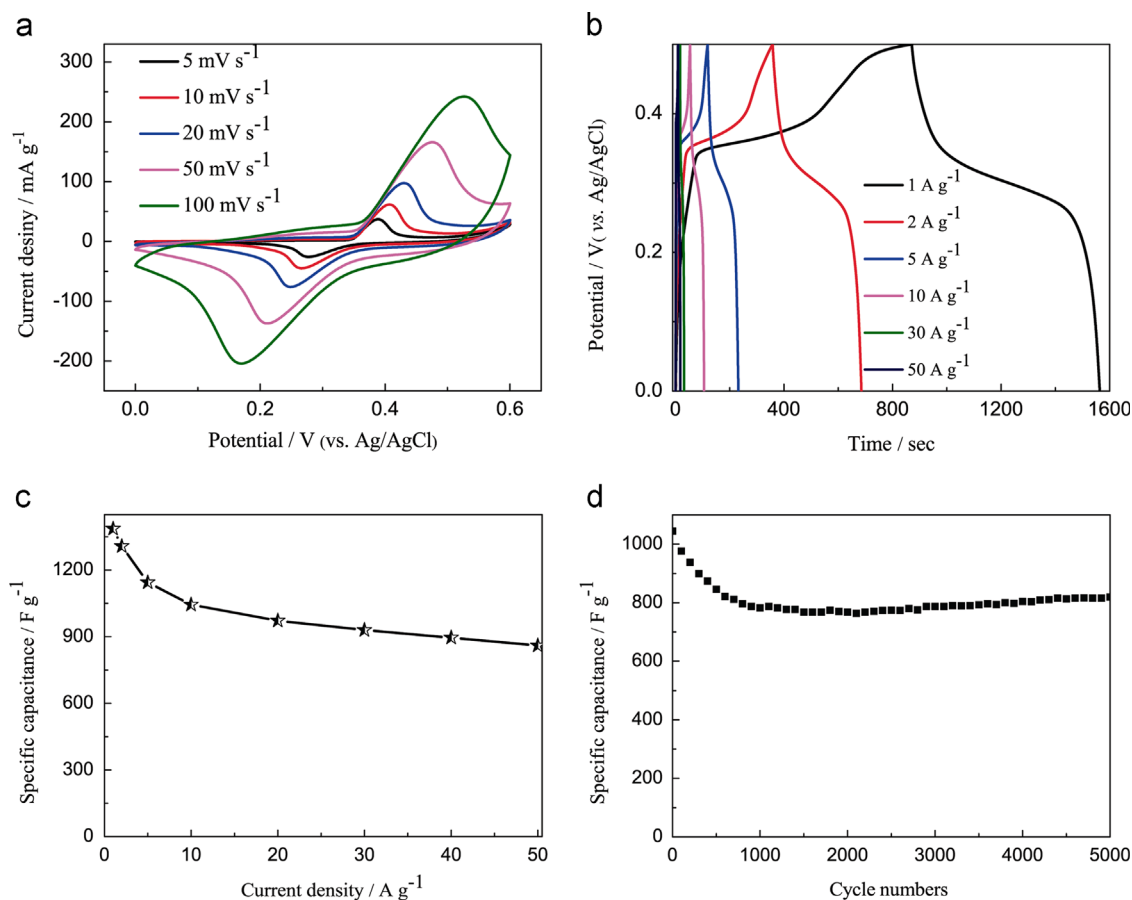 a
Current desiny / mA g⁻¹
300
200
100
0
-100
-200
5 mV s⁻¹
10 mV s⁻¹
20 mV s⁻¹
50 mV s⁻¹
100 mV s⁻¹
0.0 0.2 0.4 0.6
Potential / V (vs. Ag/AgCl)
b
Potential / V( vs. Ag/AgCl)
0.4
0.2
0.0
1 A g⁻¹
2 A g⁻¹
5 A g⁻¹
10 A g⁻¹
30 A g⁻¹
50 A g⁻¹
0 400 800 1200 1600
Time / sec
c
Specific capacitance / F g⁻¹
1200
900
600
300
0
0 10 20 30 40 50
Current density / A g⁻¹
d
Specific capacitance / F g⁻¹
1000
800
600
400
200
0
0 1000 2000 3000 4000 5000
Cycle numbers